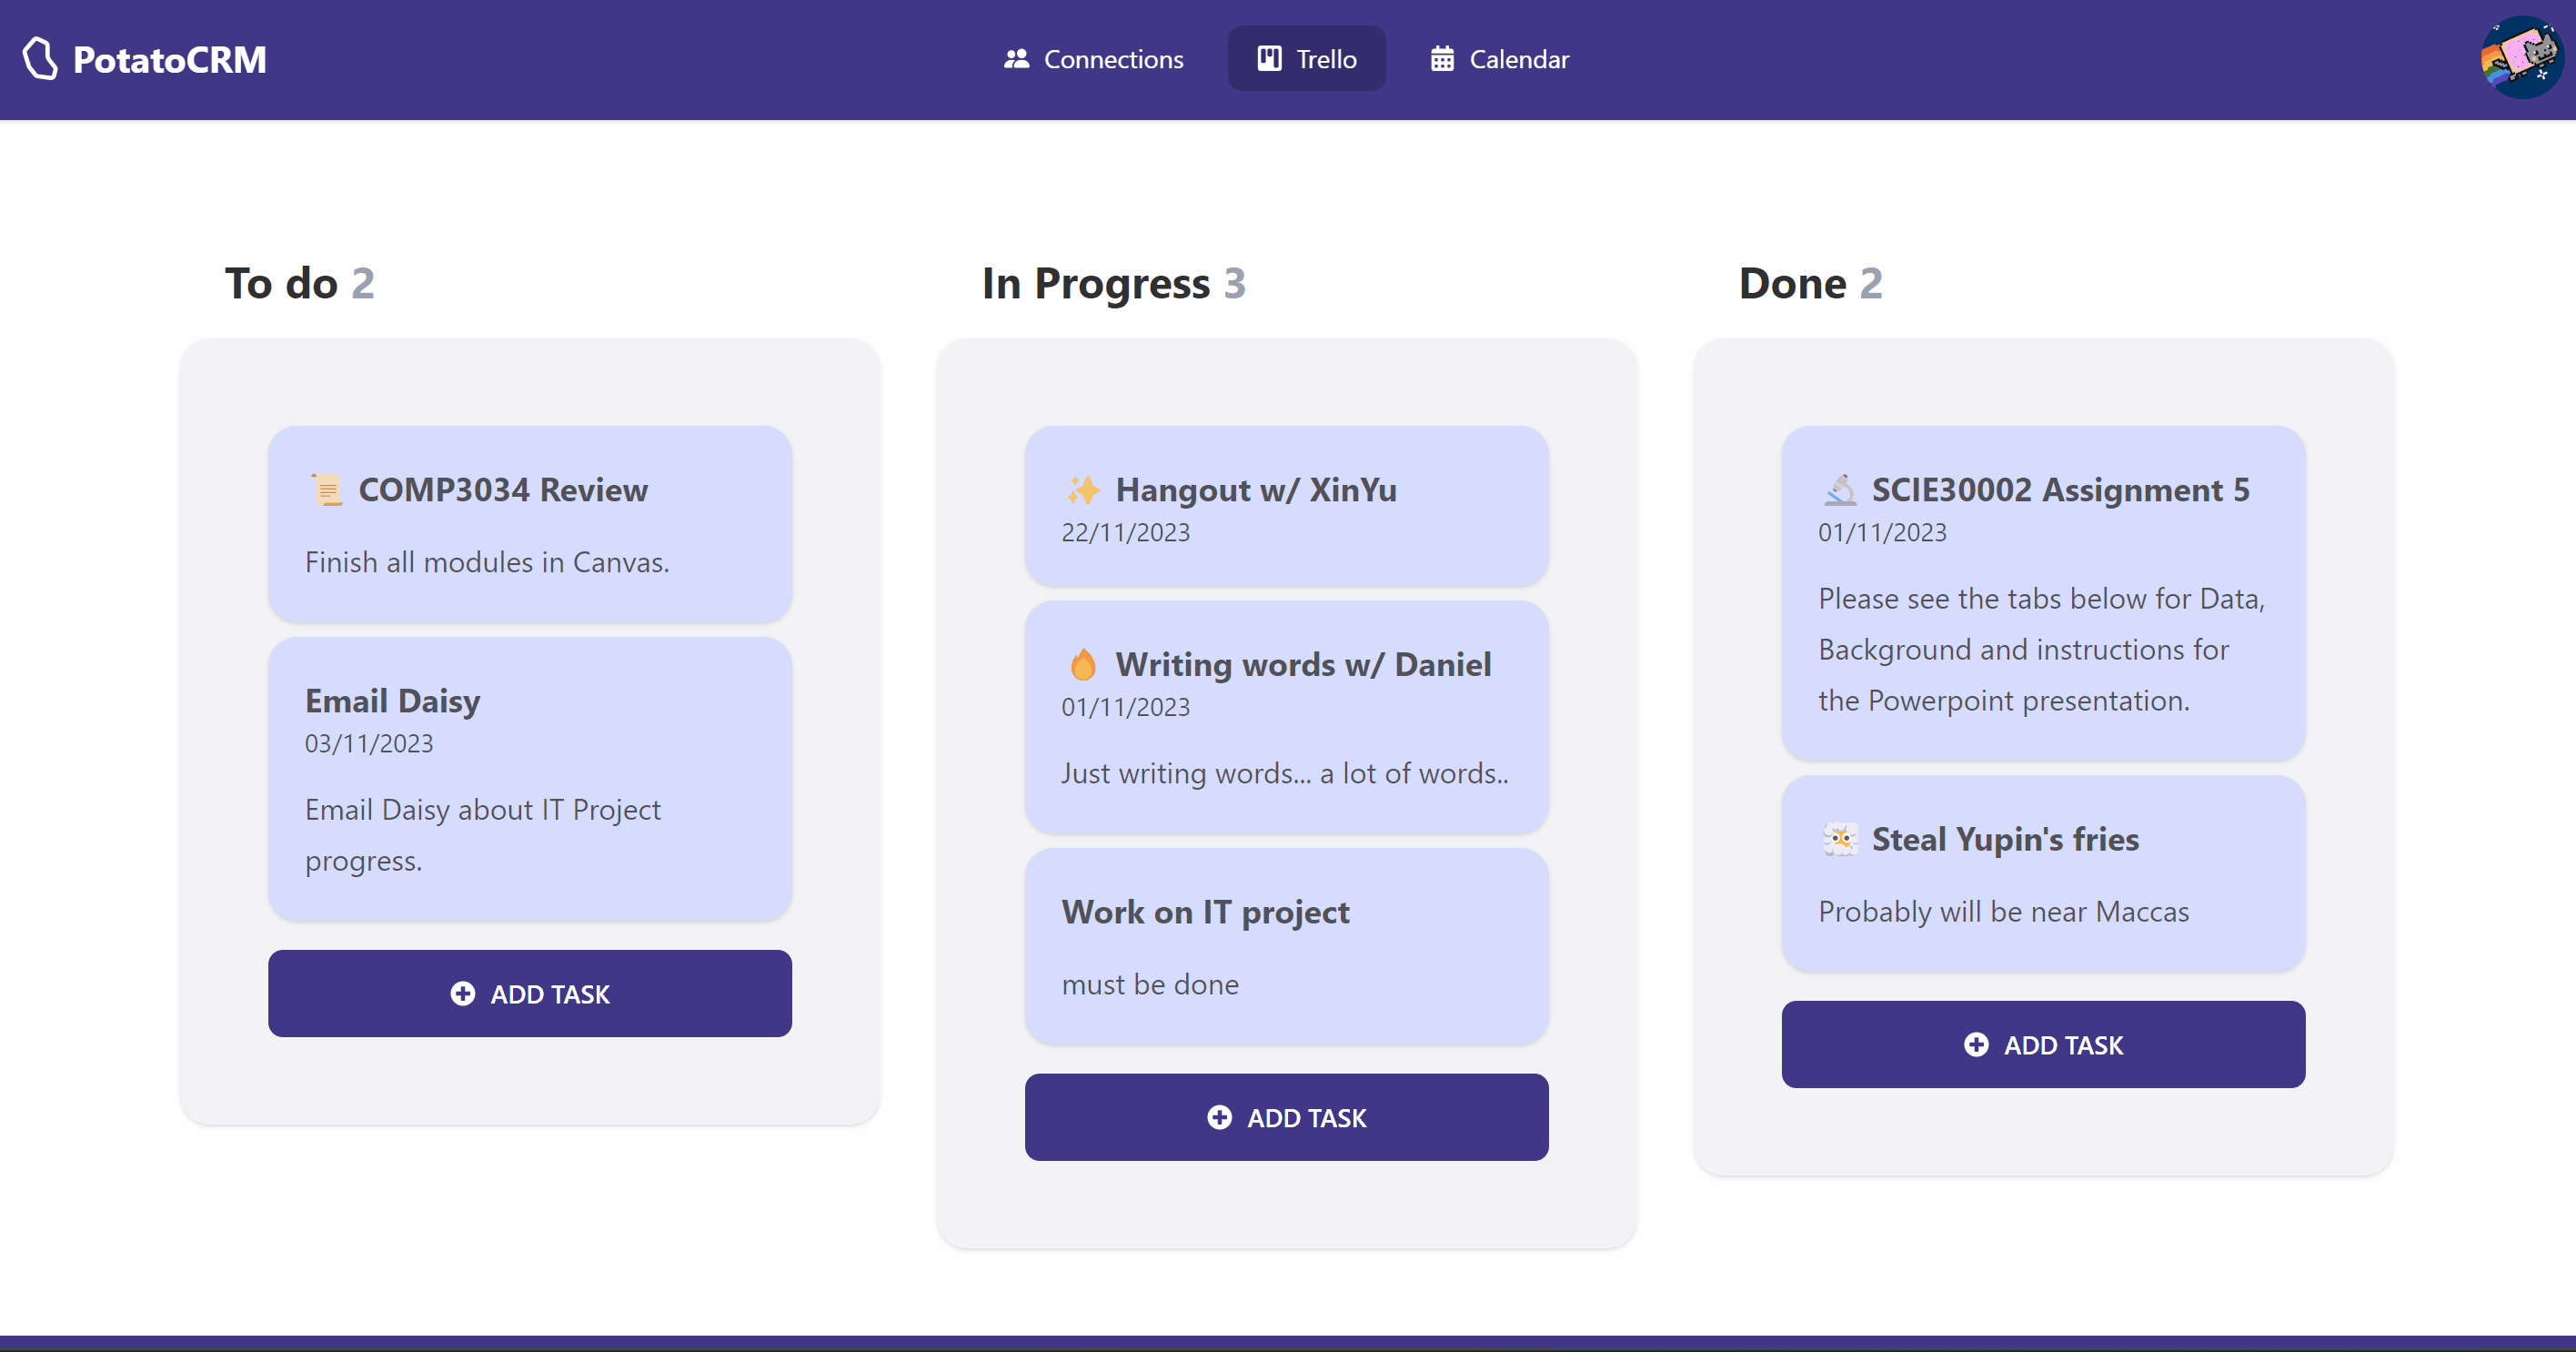 PotatoCRM
Connections
Trello
Calendar
To do 2
COMP3034 Review
Finish all modules in Canvas.
Email Daisy
03/11/2023
Email Daisy about IT Project
progress.
ADD TASK
In Progress 3
Hangout w/ XinYu
22/11/2023
Writing words w/ Daniel
01/11/2023
Just writing words... a lot of words..
Work on IT project
must be done
ADD TASK
Done 2
SCIE30002 Assignment 5
01/11/2023
Please see the tabs below for Data,
Background and instructions for
the Powerpoint presentation.
Steal Yupin's fries
Probably will be near Maccas
ADD TASK